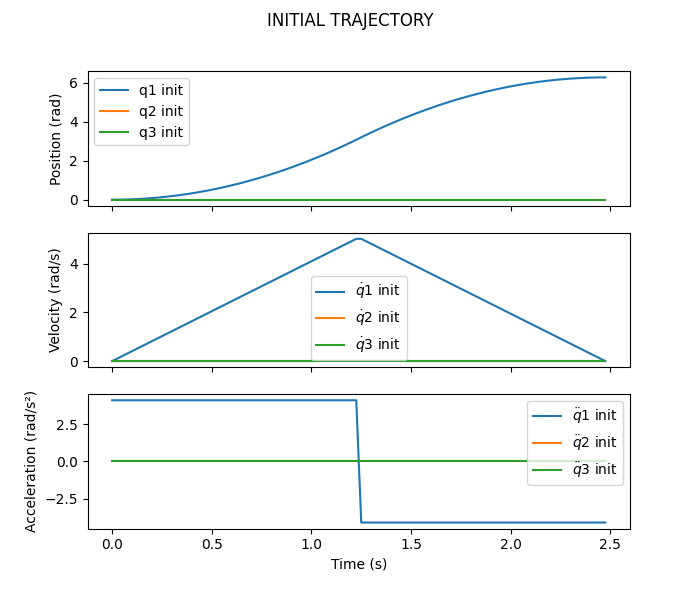 INITIAL TRAJECTORY
Position (rad)
6
4
2
0
q1 init
q2 init
q3 init
Velocity (rad/s)
4
2
0
q̇1 init
q̇2 init
q̇3 init
Acceleration (rad/s²)
2.5
0.0
−2.5
q̈1 init
q̈2 init
q̈3 init
0.0 0.5 1.0 1.5 2.0 2.5
Time (s)